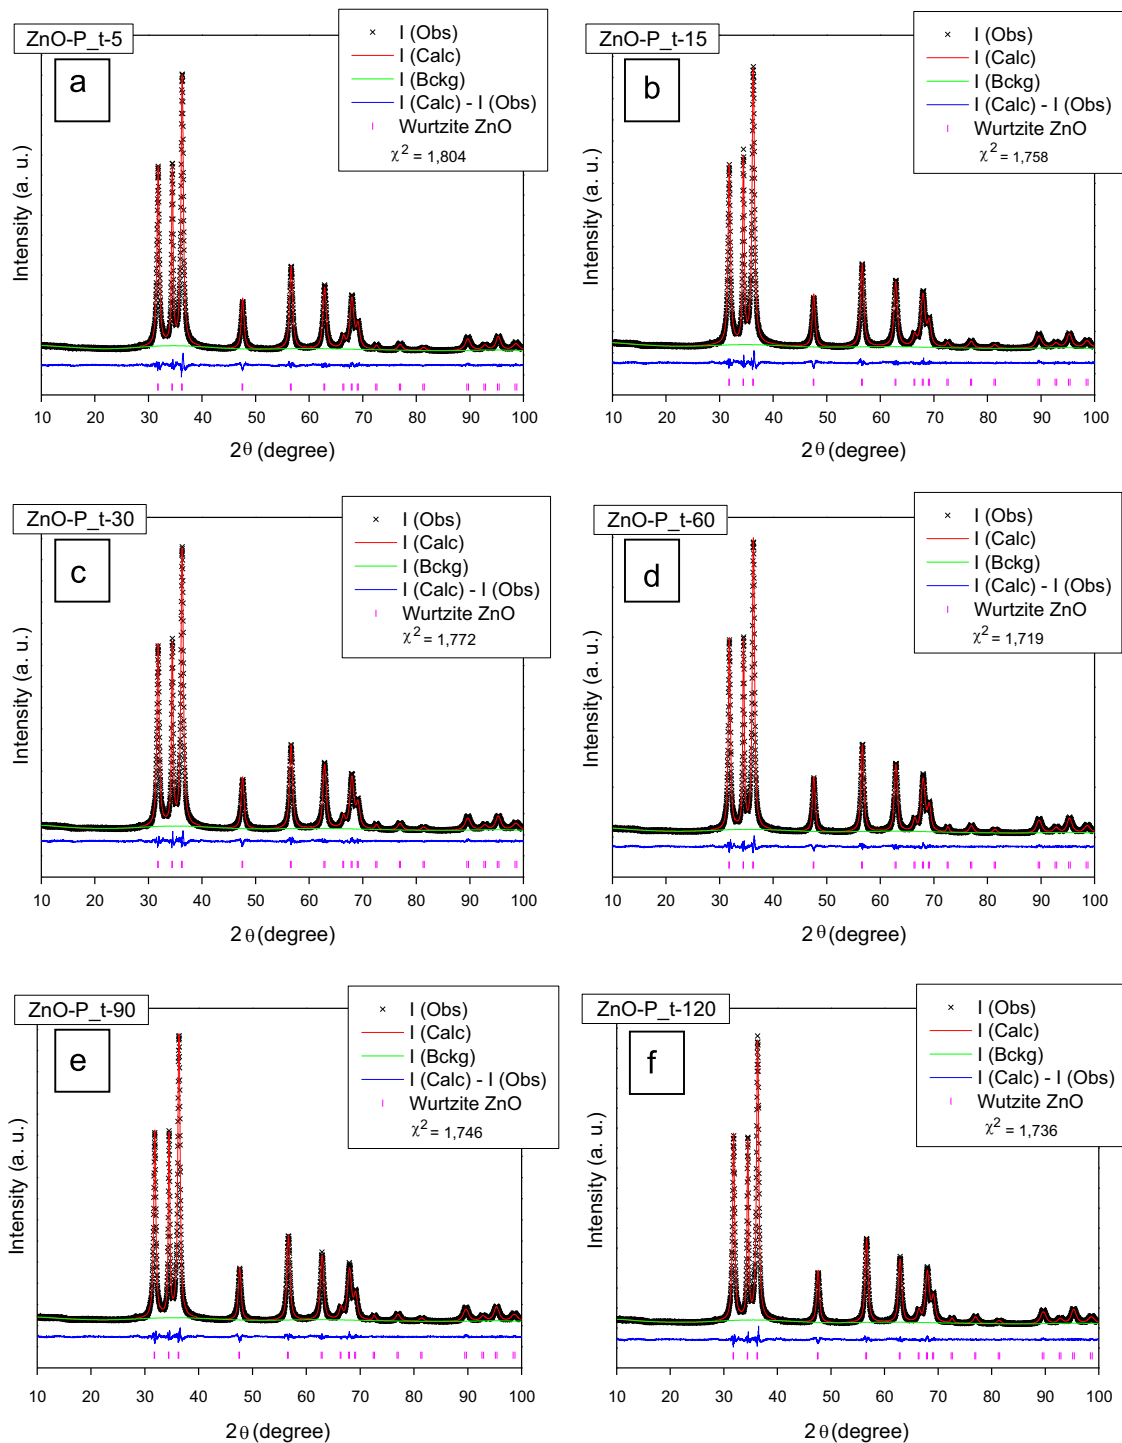 ZnO-P_t-5
a
I (Obs)
I (Calc)
I (Bckg)
I (Calc) - I (Obs)
Wurtzite ZnO
χ² = 1,804
Intensity (a. u.)
10 20 30 40 50 60 70 80 90 100
2θ (degree)
ZnO-P_t-15
b
I (Obs)
I (Calc)
I (Bckg)
I (Calc) - I (Obs)
Wurtzite ZnO
χ² = 1,758
Intensity (a. u.)
10 20 30 40 50 60 70 80 90 100
2θ (degree)
ZnO-P_t-30
c
I (Obs)
I (Calc)
I (Bckg)
I (Calc) - I (Obs)
Wurtzite ZnO
χ² = 1,772
Intensity (a. u.)
10 20 30 40 50 60 70 80 90 100
2θ (degree)
ZnO-P_t-60
d
I (Obs)
I (Calc)
I (Bckg)
I (Calc) - I (Obs)
Wurtzite ZnO
χ² = 1,719
Intensity (a. u.)
10 20 30 40 50 60 70 80 90 100
2θ (degree)
ZnO-P_t-90
e
I (Obs)
I (Calc)
I (Bckg)
I (Calc) - I (Obs)
Wurtzite ZnO
χ² = 1,746
Intensity (a. u.)
10 20 30 40 50 60 70 80 90 100
2θ (degree)
ZnO-P_t-120
f
I (Obs)
I (Calc)
I (Bckg)
I (Calc) - I (Obs)
Wutzite ZnO
χ² = 1,736
Intensity (a. u.)
10 20 30 40 50 60 70 80 90 100
2θ (degree)